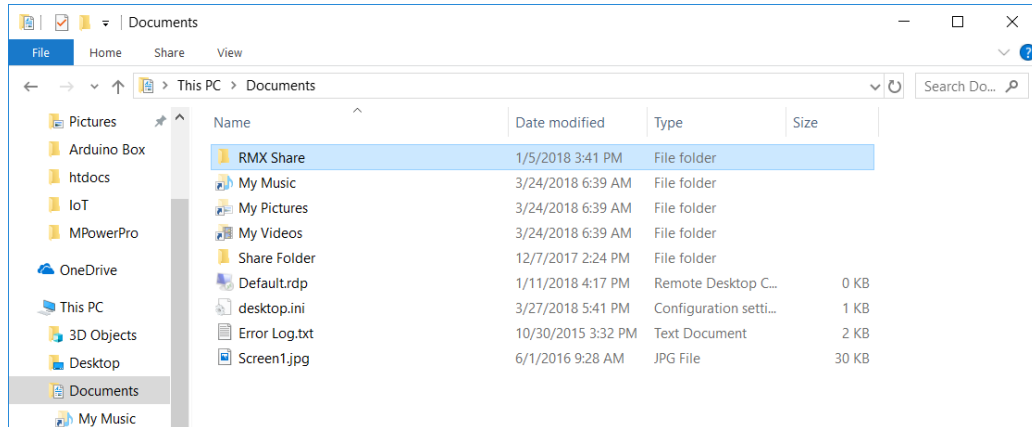 Documents
File Home Share View
This PC > Documents Search Do...
Pictures
Arduino Box
htdocs
IoT
MPowerPro
OneDrive
This PC
3D Objects
Desktop
Documents
My Music
Name Date modified Type Size
RMX Share 1/5/2018 3:41 PM File folder
My Music 3/24/2018 6:39 AM File folder
My Pictures 3/24/2018 6:39 AM File folder
My Videos 3/24/2018 6:39 AM File folder
Share Folder 12/7/2017 2:24 PM File folder
Default.rdp 1/11/2018 4:17 PM Remote Desktop C... 0 KB
desktop.ini 3/27/2018 5:41 PM Configuration setti... 1 KB
Error Log.txt 10/30/2015 3:32 PM Text Document 2 KB
Screen1.jpg 6/1/2016 9:28 AM JPG File 30 KB